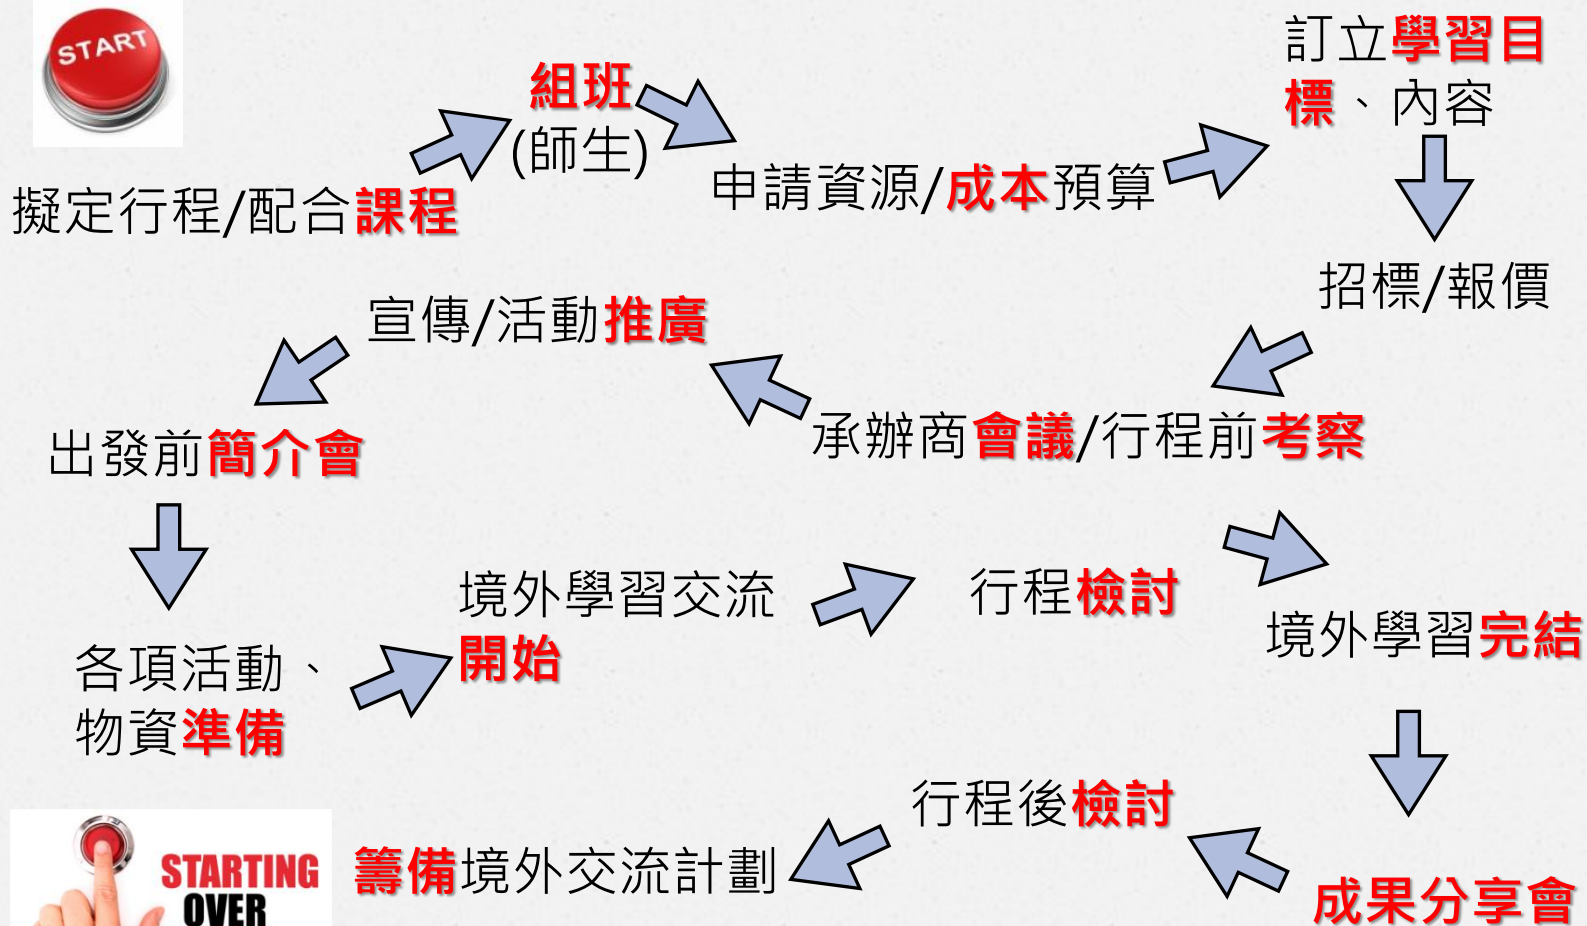 START
擬定行程/配合課程
組班
(師生)
申請資源/成本預算
訂立學習目
標、內容
招標/報價
承辦商會議/行程前考察
宣傳/活動推廣
出發前簡介會
各項活動、
物資準備
境外學習交流
開始
行程檢討
境外學習完結
成果分享會
行程後檢討
籌備境外交流計劃
STARTING
OVER